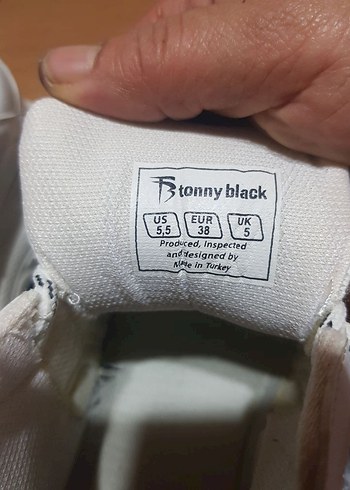 tonny black
US EUR UK
5,5 38 5
Produced, Inspected
and designed by
Made in Turkey